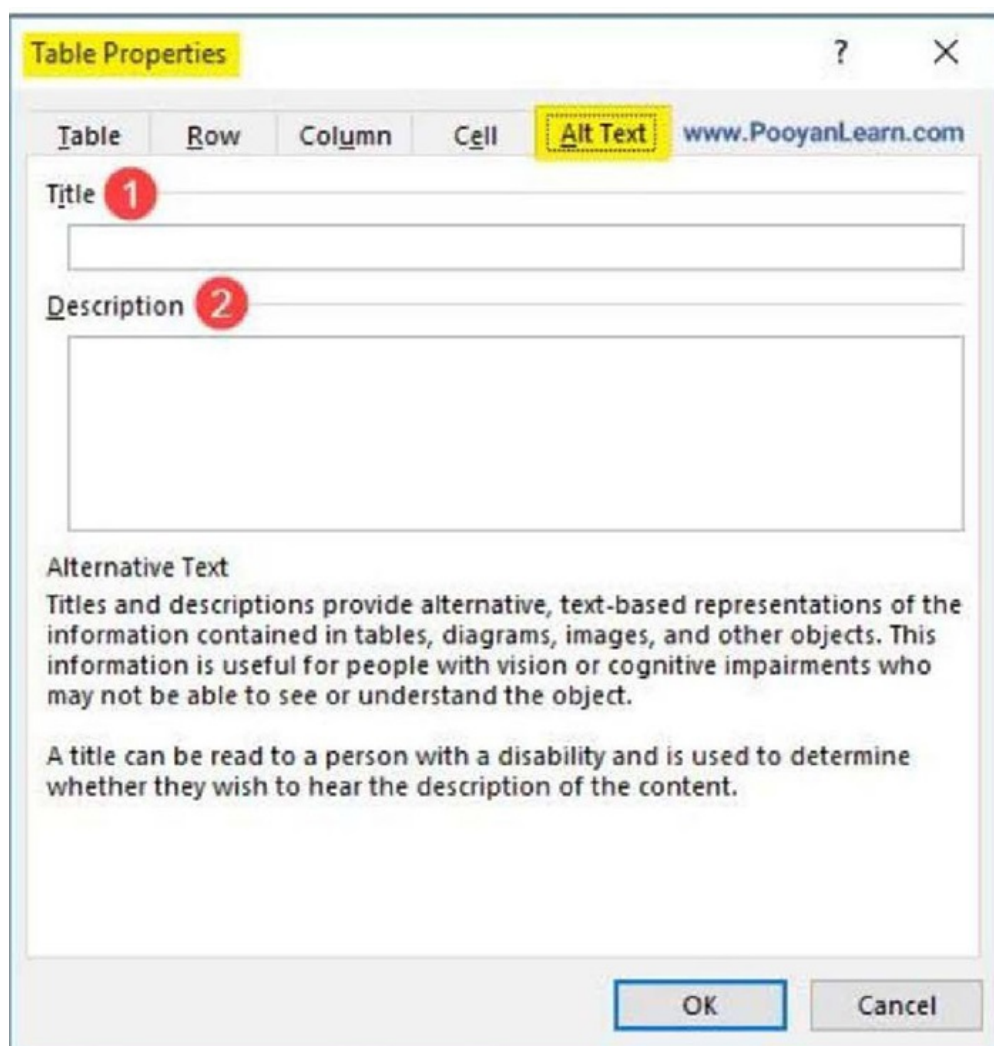 Table Properties ?
Table Row Column Cell Alt Text www.PooyanLearn.com
Title 1
Description 2
Alternative Text
Titles and descriptions provide alternative, text-based representations of the
information contained in tables, diagrams, images, and other objects. This
information is useful for people with vision or cognitive impairments who
may not be able to see or understand the object.
A title can be read to a person with a disability and is used to determine
whether they wish to hear the description of the content.
OK Cancel